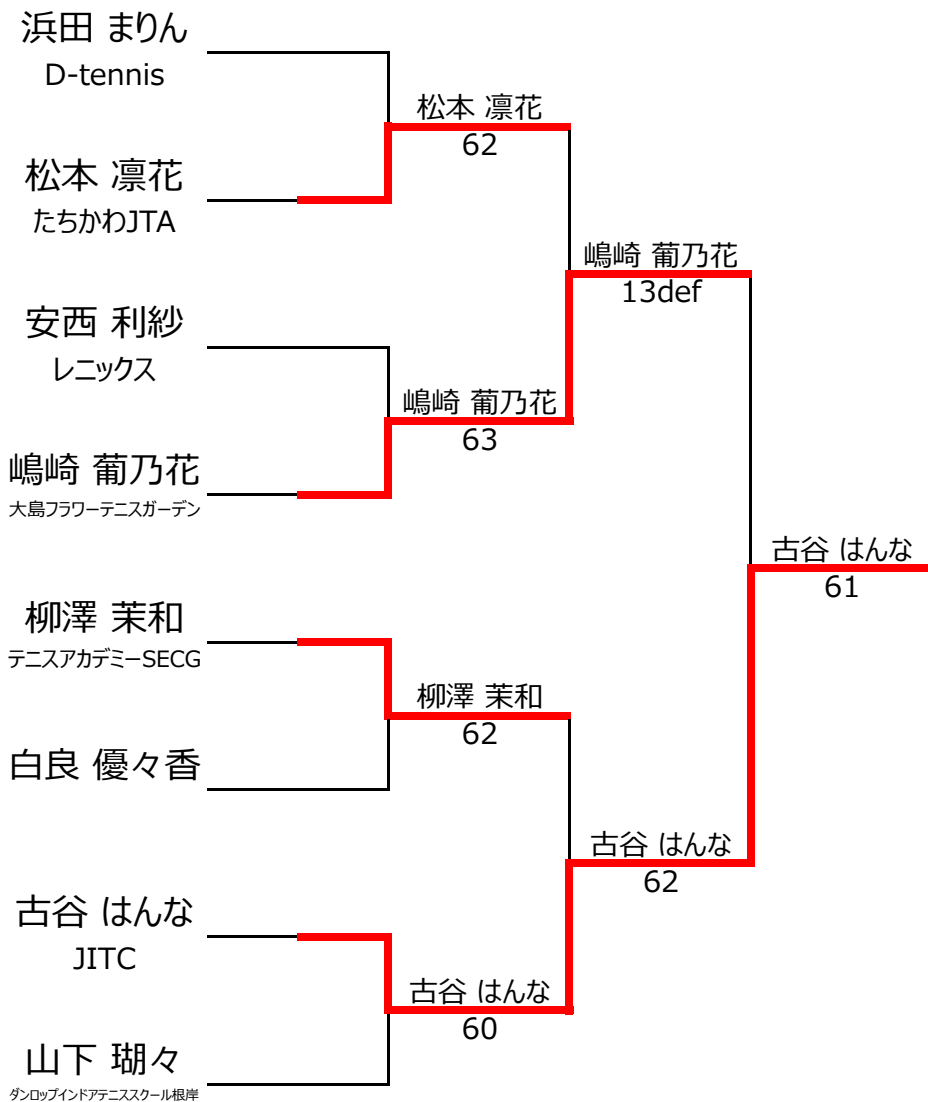 浜田 まりん
D-tennis
松本 凛花
62
松本 凛花
たちかわJTA
嶋崎 葡乃花
13def
安西 利紗
レニックス
嶋崎 葡乃花
63
嶋崎 葡乃花
大島フラワーテニスガーデン
古谷 はんな
61
柳澤 茉和
テニスアカデミーSECG
柳澤 茉和
62
白良 優々香
古谷 はんな
62
古谷 はんな
JITC
古谷 はんな
60
山下 瑚々
ダンロップインドアテニススクール根岸